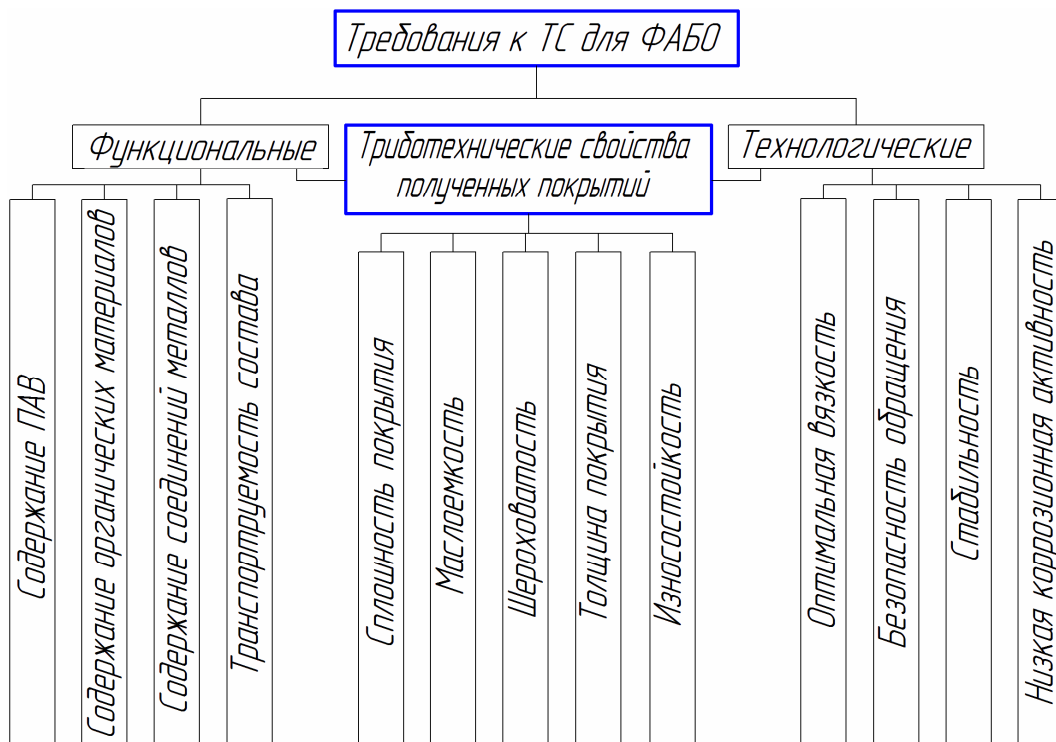 Требования к ТС для ФАБО
Функциональные
Триботехнические свойства
полученных покрытий
Технологические
Содержание ПАВ
Содержание органических материалов
Содержание соединений металлов
Транспортруемость состава
Сплошность покрытия
Маслоемкость
Шероховатость
Толщина покрытия
Износостойкость
Оптимальная вязкость
Безопасность обращения
Стабильность
Низкая коррозионная активность